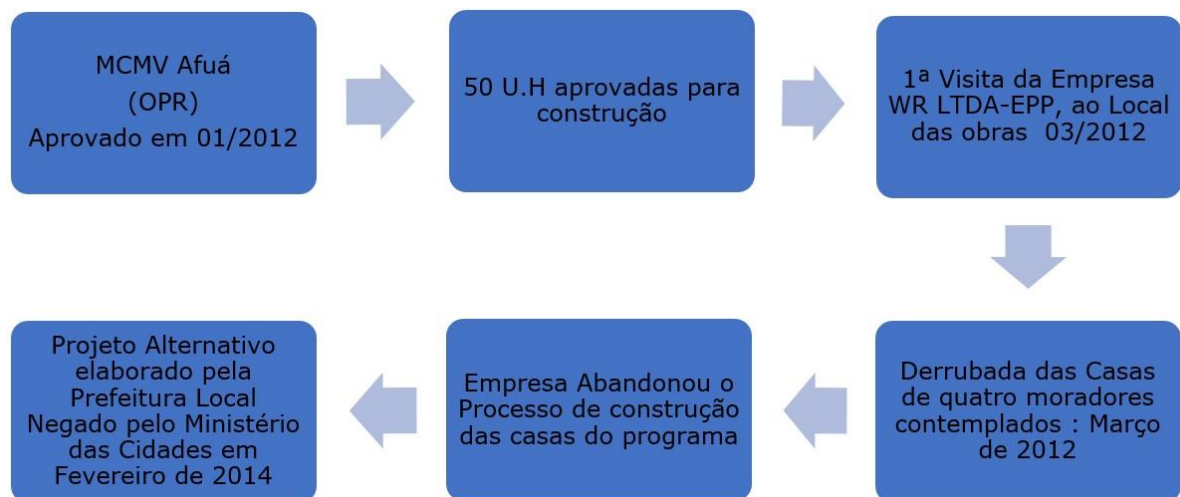 MCMV Afuá
(OPR)
Aprovado em 01/2012
50 U.H aprovadas para
construção
1ª Visita da Empresa
WR LTDA-EPP, ao Local
das obras 03/2012
Derrubada das Casas
de quatro moradores
contemplados : Março
de 2012
Empresa Abandonou o
Processo de construção
das casas do programa
Projeto Alternativo
elaborado pela
Prefeitura Local
Negado pelo Ministério
das Cidades em
Fevereiro de 2014